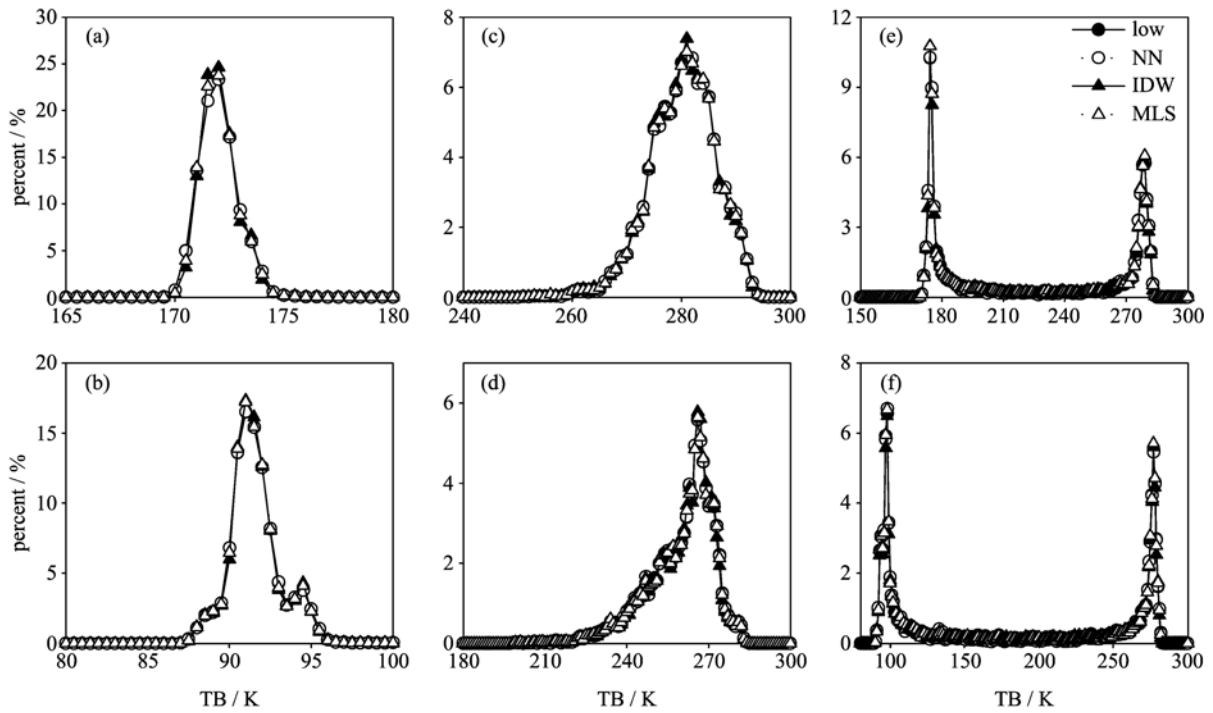 30
25
20
15
10
5
0
percent / %
(a)
165 170 175 180
8
6
4
2
0
(c)
240 260 280 300
12
9
6
3
0
(e)
low
NN
IDW
MLS
150 180 210 240 270 300
20
15
10
5
0
percent / %
(b)
80 85 90 95 100
TB / K
6
4
2
0
(d)
180 210 240 270 300
TB / K
8
6
4
2
0
(f)
100 150 200 250 300
TB / K